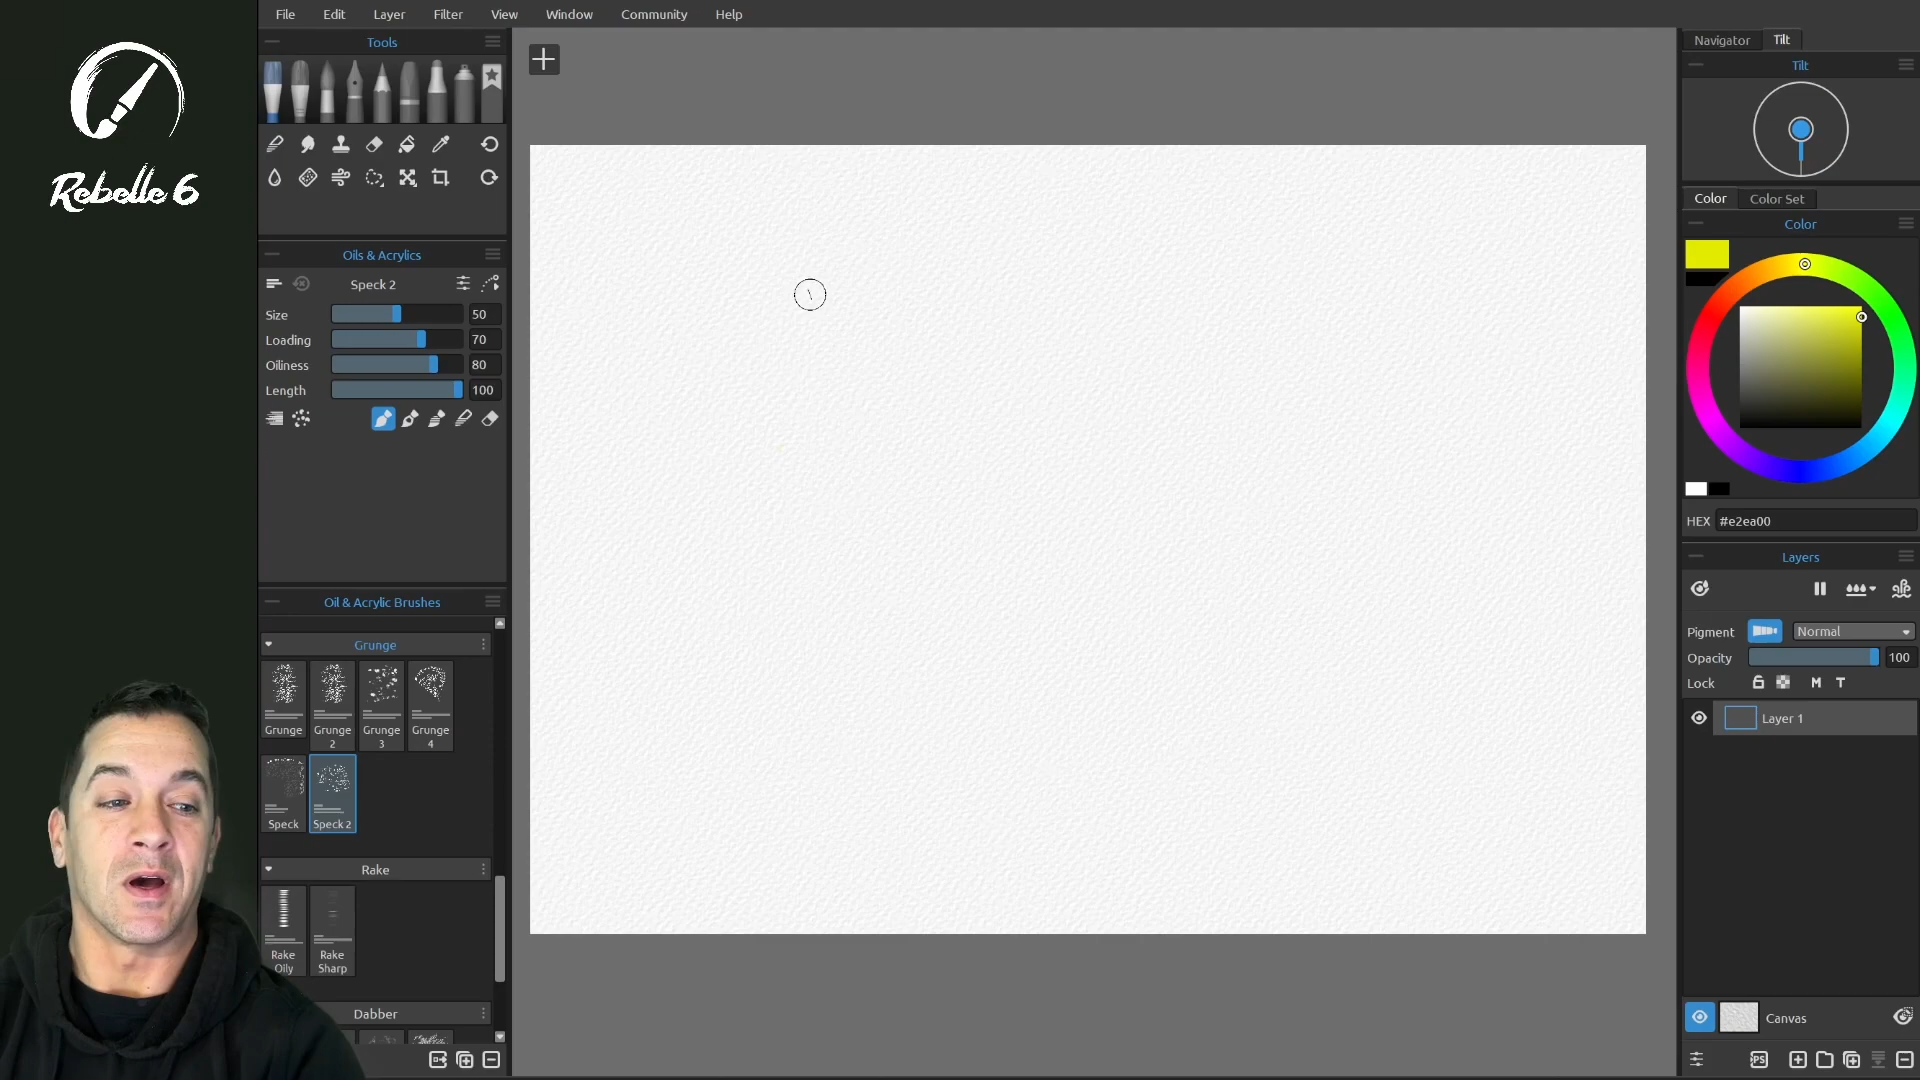 File Edit Layer Filter View Window Community Help
Rebelle 6
Tools
Oils & Acrylics
Speck 2
Size 50
Loading 70
Oiliness 80
Length 100
Oil & Acrylic Brushes
Grunge
Grunge
Grunge 2
Grunge 3
Grunge 4
Speck
Speck 2
Rake
Rake Oily
Rake Sharp
Dabber
Navigator Tilt
Tilt
Color Color Set
Color
HEX #e2ea00
Layers
Pigment Normal
Opacity 100
Lock M T
Layer 1
Canvas
PS